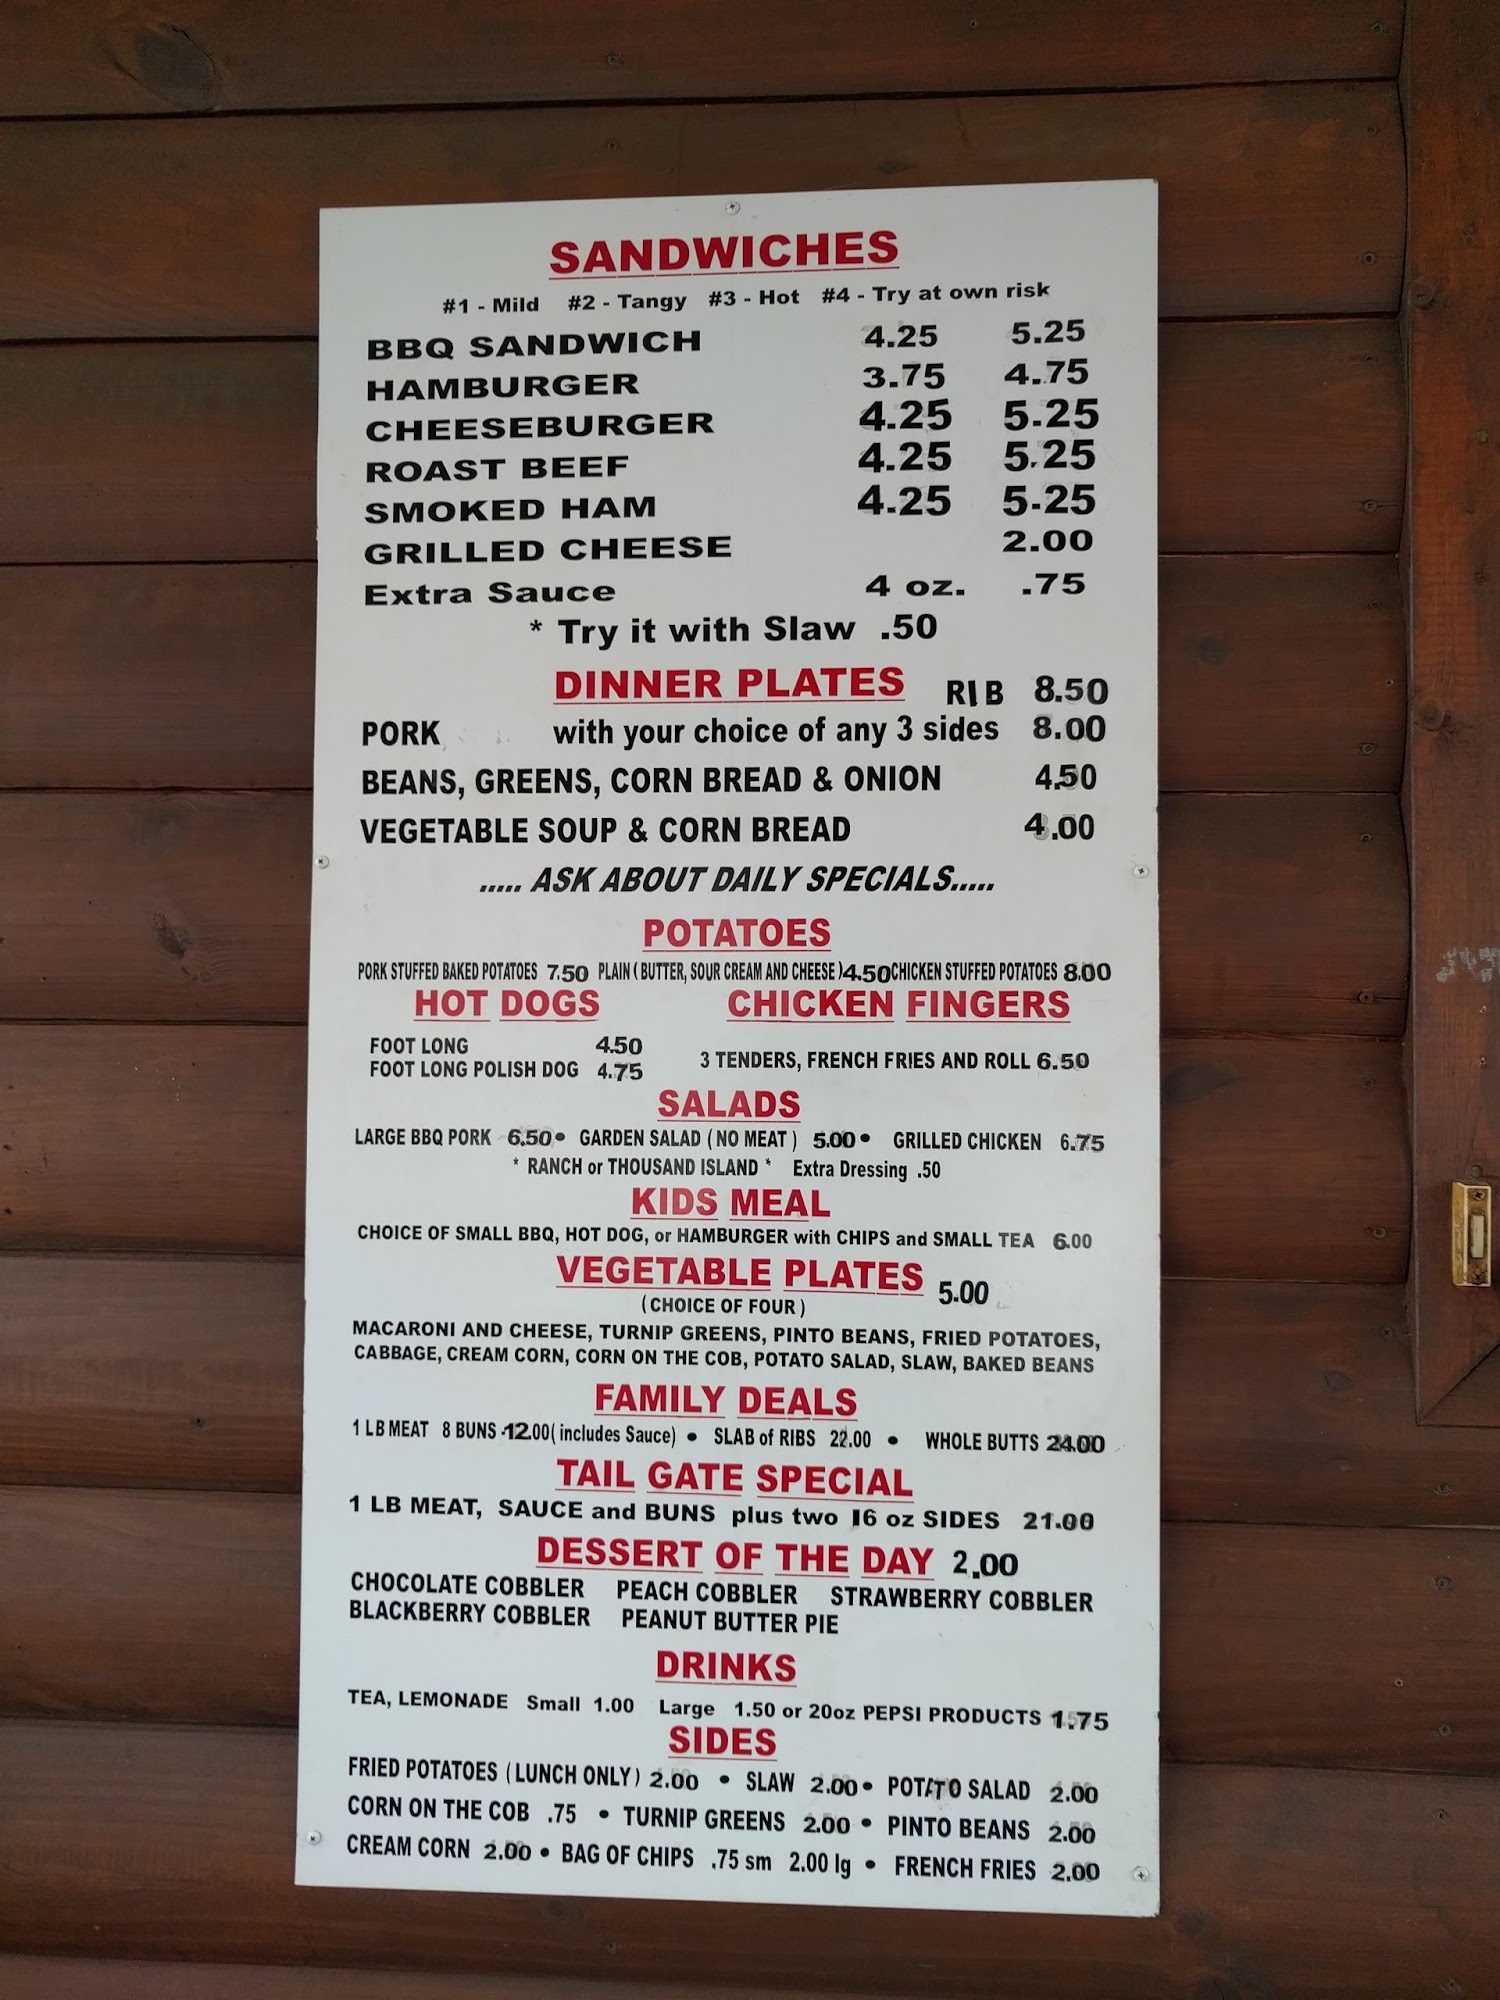 SANDWICHES
#1 - Mild #2 - Tangy #3 - Hot #4 - Try at own risk
BBQ SANDWICH 4.25 5.25
HAMBURGER 3.75 4.75
CHEESEBURGER 4.25 5.25
ROAST BEEF 4.25 5.25
SMOKED HAM 4.25 5.25
GRILLED CHEESE 2.00
Extra Sauce 4 oz. .75
* Try it with Slaw .50
DINNER PLATES RIB 8.50
PORK with your choice of any 3 sides 8.00
BEANS, GREENS, CORN BREAD & ONION 4.50
VEGETABLE SOUP & CORN BREAD 4.00
..... ASK ABOUT DAILY SPECIALS.....
POTATOES
PORK STUFFED BAKED POTATOES 7.50 PLAIN ( BUTTER, SOUR CREAM AND CHEESE ) 4.50 CHICKEN STUFFED POTATOES 8.00
HOT DOGS CHICKEN FINGERS
FOOT LONG 4.50
FOOT LONG POLISH DOG 4.75
3 TENDERS, FRENCH FRIES AND ROLL 6.50
SALADS
LARGE BBQ PORK 6.50 • GARDEN SALAD ( NO MEAT ) 5.00 • GRILLED CHICKEN 6.75
* RANCH or THOUSAND ISLAND * Extra Dressing .50
KIDS MEAL
CHOICE OF SMALL BBQ, HOT DOG, or HAMBURGER with CHIPS and SMALL TEA 6.00
VEGETABLE PLATES 5.00
( CHOICE OF FOUR )
MACARONI AND CHEESE, TURNIP GREENS, PINTO BEANS, FRIED POTATOES,
CABBAGE, CREAM CORN, CORN ON THE COB, POTATO SALAD, SLAW, BAKED BEANS
FAMILY DEALS
1 LB MEAT 8 BUNS -12.00 ( includes Sauce) • SLAB of RIBS 22.00 • WHOLE BUTTS 24.00
TAIL GATE SPECIAL
1 LB MEAT, SAUCE and BUNS plus two 16 oz SIDES 21.00
DESSERT OF THE DAY 2.00
CHOCOLATE COBBLER PEACH COBBLER STRAWBERRY COBBLER
BLACKBERRY COBBLER PEANUT BUTTER PIE
DRINKS
TEA, LEMONADE Small 1.00 Large 1.50 or 20oz PEPSI PRODUCTS 1.75
SIDES
FRIED POTATOES ( LUNCH ONLY ) 2.00 • SLAW 2.00 • POTATO SALAD 2.00
CORN ON THE COB .75 • TURNIP GREENS 2.00 • PINTO BEANS 2.00
CREAM CORN 2.00 • BAG OF CHIPS .75 sm 2.00 lg • FRENCH FRIES 2.00